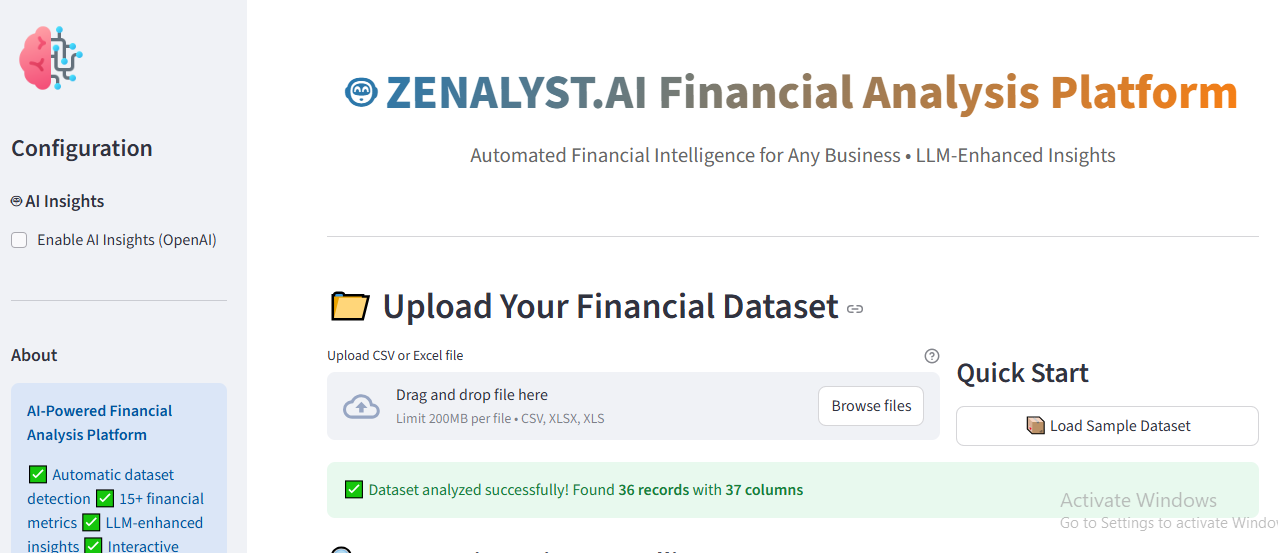 Configuration
AI Insights
Enable AI Insights (OpenAI)
About
AI-Powered Financial
Analysis Platform
✅ Automatic dataset
detection ✅ 15+ financial
metrics ✅ LLM-enhanced
insights ✅ Interactive
ZENALYST.AI Financial Analysis Platform
Automated Financial Intelligence for Any Business • LLM-Enhanced Insights
Upload Your Financial Dataset
Upload CSV or Excel file
Drag and drop file here
Limit 200MB per file • CSV, XLSX, XLS
Browse files
Quick Start
Load Sample Dataset
✅ Dataset analyzed successfully! Found 36 records with 37 columns
Activate Windows
Go to Settings to activate Windo